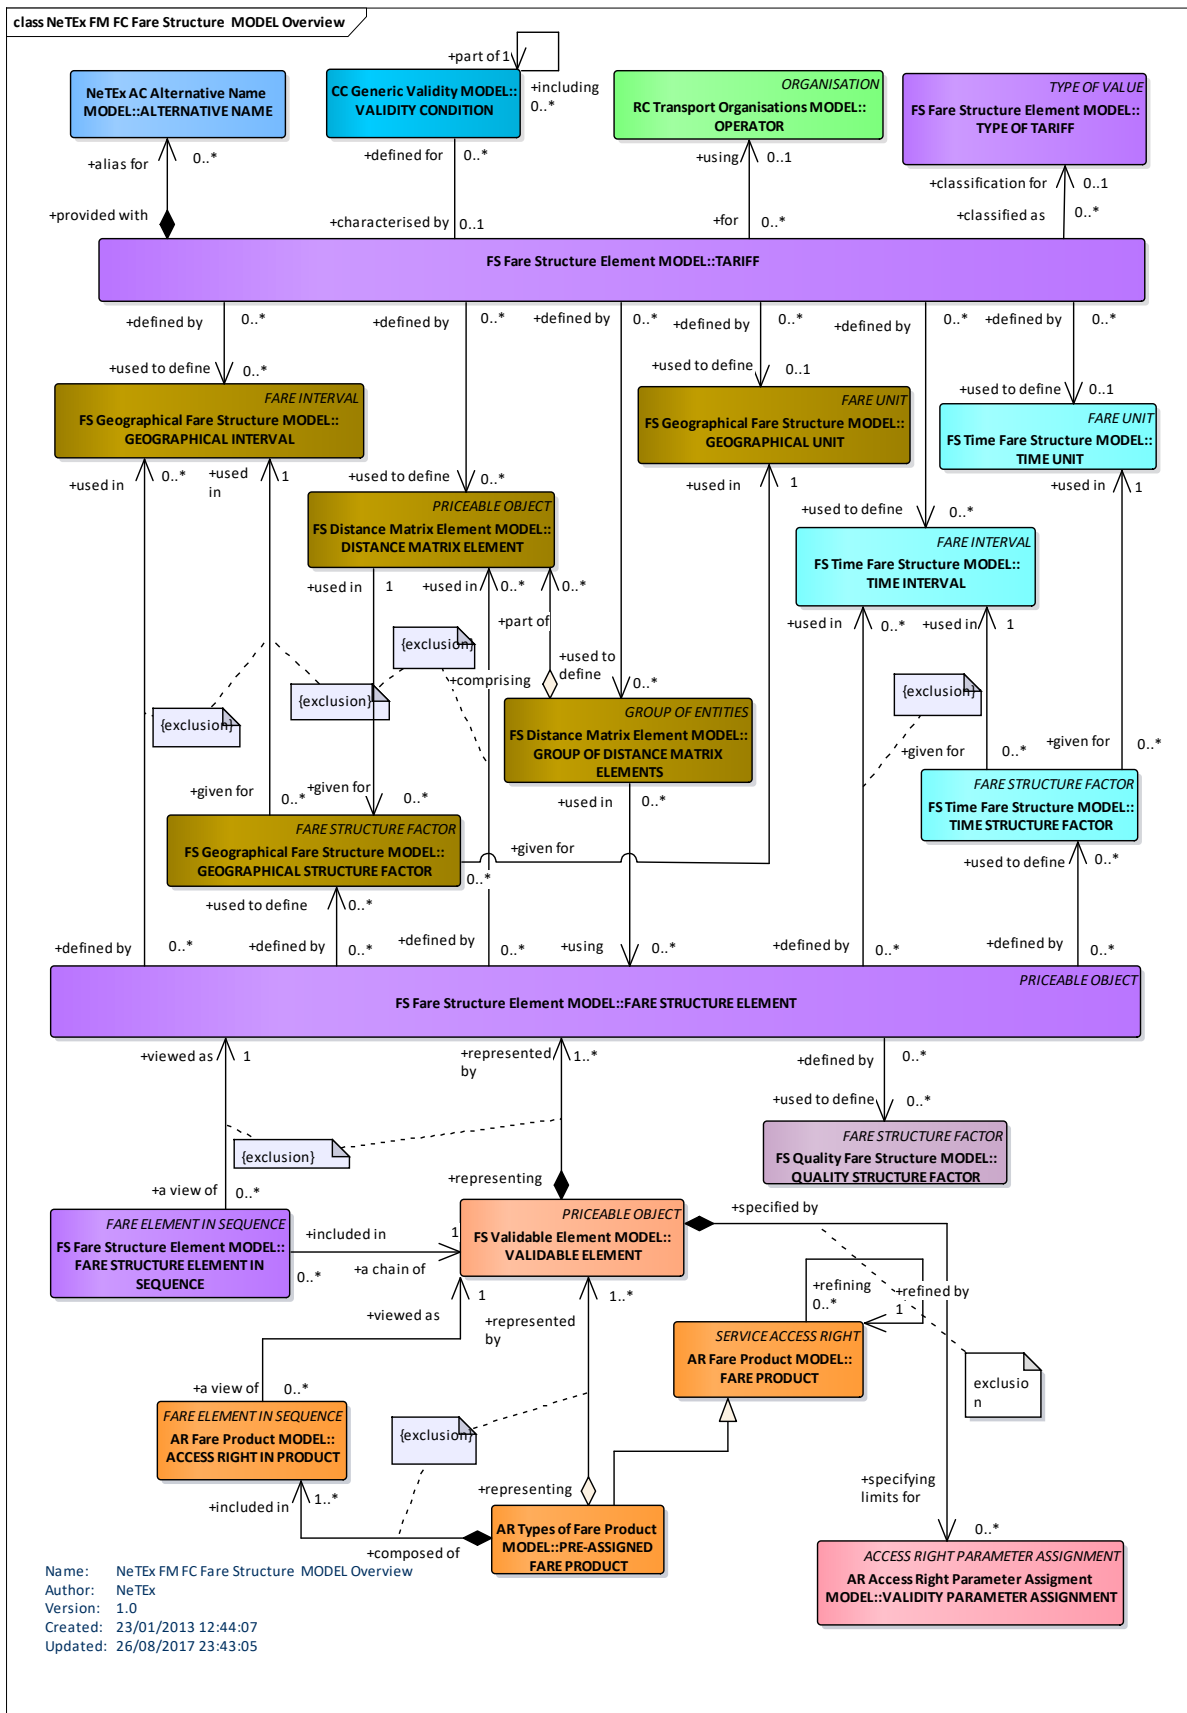 class NeTEx FM FC Fare Structure MODEL Overview
+part of 1
+including
0..*
NeTEx AC Alternative Name
MODEL::ALTERNATIVE NAME
CC Generic Validity MODEL::
VALIDITY CONDITION
ORGANISATION
RC Transport Organisations MODEL::
OPERATOR
TYPE OF VALUE
FS Fare Structure Element MODEL::
TYPE OF TARIFF
+alias for
0..*
+defined for
0..*
+using
0..1
+classification for
0..1
+provided with
+characterised by
0..1
+for
0..*
+classified as
0..*
FS Fare Structure Element MODEL::TARIFF
+defined by
0..*
+defined by
0..*
+defined by
0..*
+defined by
0..*
+defined by
0..*
+defined by
0..*
+used to define
0..*
+used to define
0..1
+used to define
0..1
FARE INTERVAL
FS Geographical Fare Structure MODEL::
GEOGRAPHICAL INTERVAL
FARE UNIT
FS Geographical Fare Structure MODEL::
GEOGRAPHICAL UNIT
FARE UNIT
FS Time Fare Structure MODEL::
TIME UNIT
+used in
0..*
+used
in
1
+used to define
0..*
+used in
1
+used in
1
PRICEABLE OBJECT
FS Distance Matrix Element MODEL::
DISTANCE MATRIX ELEMENT
+used to define
0..*
FARE INTERVAL
FS Time Fare Structure MODEL::
TIME INTERVAL
+used in
1
+used in
0..*
0..*
+part of
+used in
0..*
+used in
1
{exclusion}
{exclusion}
{exclusion}
+comprising
+used to
define
0..*
{exclusion}
GROUP OF ENTITIES
FS Distance Matrix Element MODEL::
GROUP OF DISTANCE MATRIX
ELEMENTS
+given for
0..*
+given for
0..*
+given for
0..*
+given for
0..*
+used in
0..*
FARE STRUCTURE FACTOR
FS Geographical Fare Structure MODEL::
GEOGRAPHICAL STRUCTURE FACTOR
FARE STRUCTURE FACTOR
FS Time Fare Structure MODEL::
TIME STRUCTURE FACTOR
+given for
0..*
+used to define
0..*
+used to define
0..*
+defined by
0..*
+defined by
0..*
+defined by
0..*
+using
0..*
+defined by
0..*
+defined by
0..*
PRICEABLE OBJECT
FS Fare Structure Element MODEL::FARE STRUCTURE ELEMENT
+viewed as
1
+represented
by
1..*
+defined by
0..*
+used to define
0..*
{exclusion}
FARE STRUCTURE FACTOR
FS Quality Fare Structure MODEL::
QUALITY STRUCTURE FACTOR
+a view of
0..*
+representing
FARE ELEMENT IN SEQUENCE
FS Fare Structure Element MODEL::
FARE STRUCTURE ELEMENT IN
SEQUENCE
+included in
1
0..*
+a chain of
PRICEABLE OBJECT
FS Validable Element MODEL::
VALIDABLE ELEMENT
+specified by
+viewed as
1
+represented
by
1..*
+refining
0..*
+refined by
1
SERVICE ACCESS RIGHT
AR Fare Product MODEL::
FARE PRODUCT
exclusio
n
+a view of
0..*
FARE ELEMENT IN SEQUENCE
AR Fare Product MODEL::
ACCESS RIGHT IN PRODUCT
{exclusion}
+included in
1..*
+representing
+specifying
limits for
0..*
+composed of
AR Types of Fare Product
MODEL::PRE-ASSIGNED
FARE PRODUCT
ACCESS RIGHT PARAMETER ASSIGNMENT
AR Access Right Parameter Assigment
MODEL::VALIDITY PARAMETER ASSIGNMENT
Name: NeTEx FM FC Fare Structure MODEL Overview
Author: NeTEx
Version: 1.0
Created: 23/01/2013 12:44:07
Updated: 26/08/2017 23:43:05